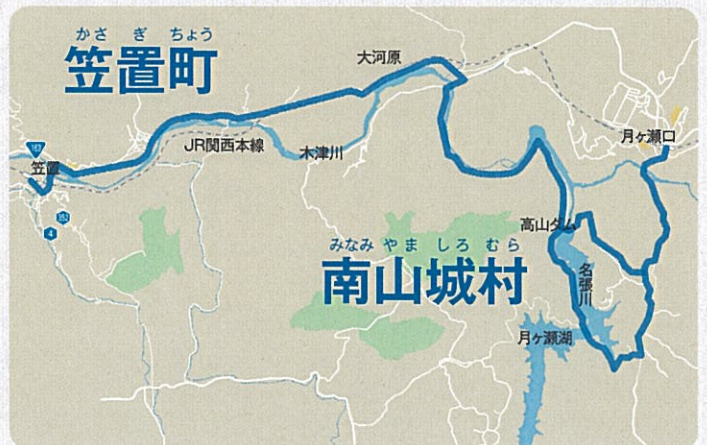 かさ ぎ ちょう
笠置町
大河原
163
笠置
JR関西本線
木津川
月ヶ瀬口
4
高山ダム
みなみ やま しろ むら
南山城村
名張川
月ヶ瀬湖